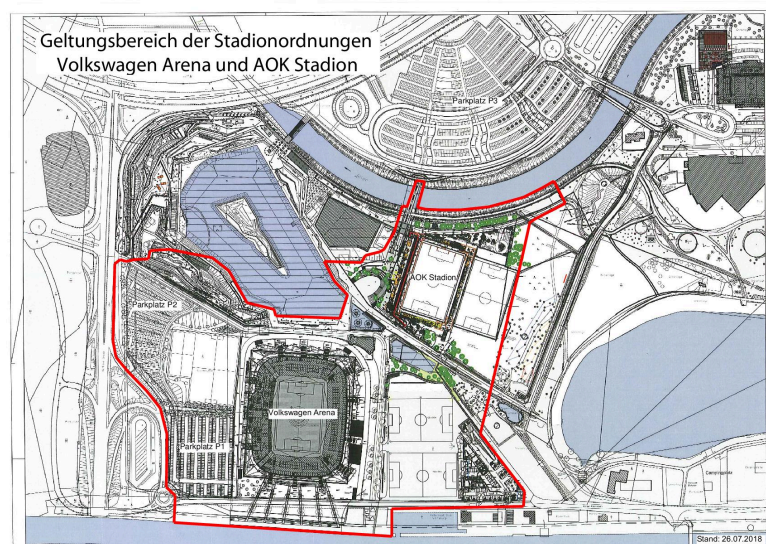 Geltungsbereich der Stadionordnungen
Volkswagen Arena und AOK Stadion
Parkplatz P3
AOK Stadion
Parkplatz P2
Volkswagen Arena
Parkplatz P1
Campingplatz
Stand: 26.07.2018